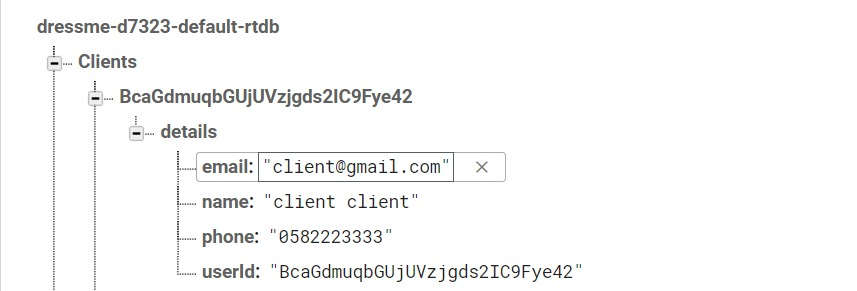 dressme-d7323-default-rtdb
Clients
BcaGdmuqbGUjUVzjgds2IC9Fye42
details
email: "client@gmail.com" ×
name: "client client"
phone: "0582223333"
userId: "BcaGdmuqbGUjUVzjgds2IC9Fye42"